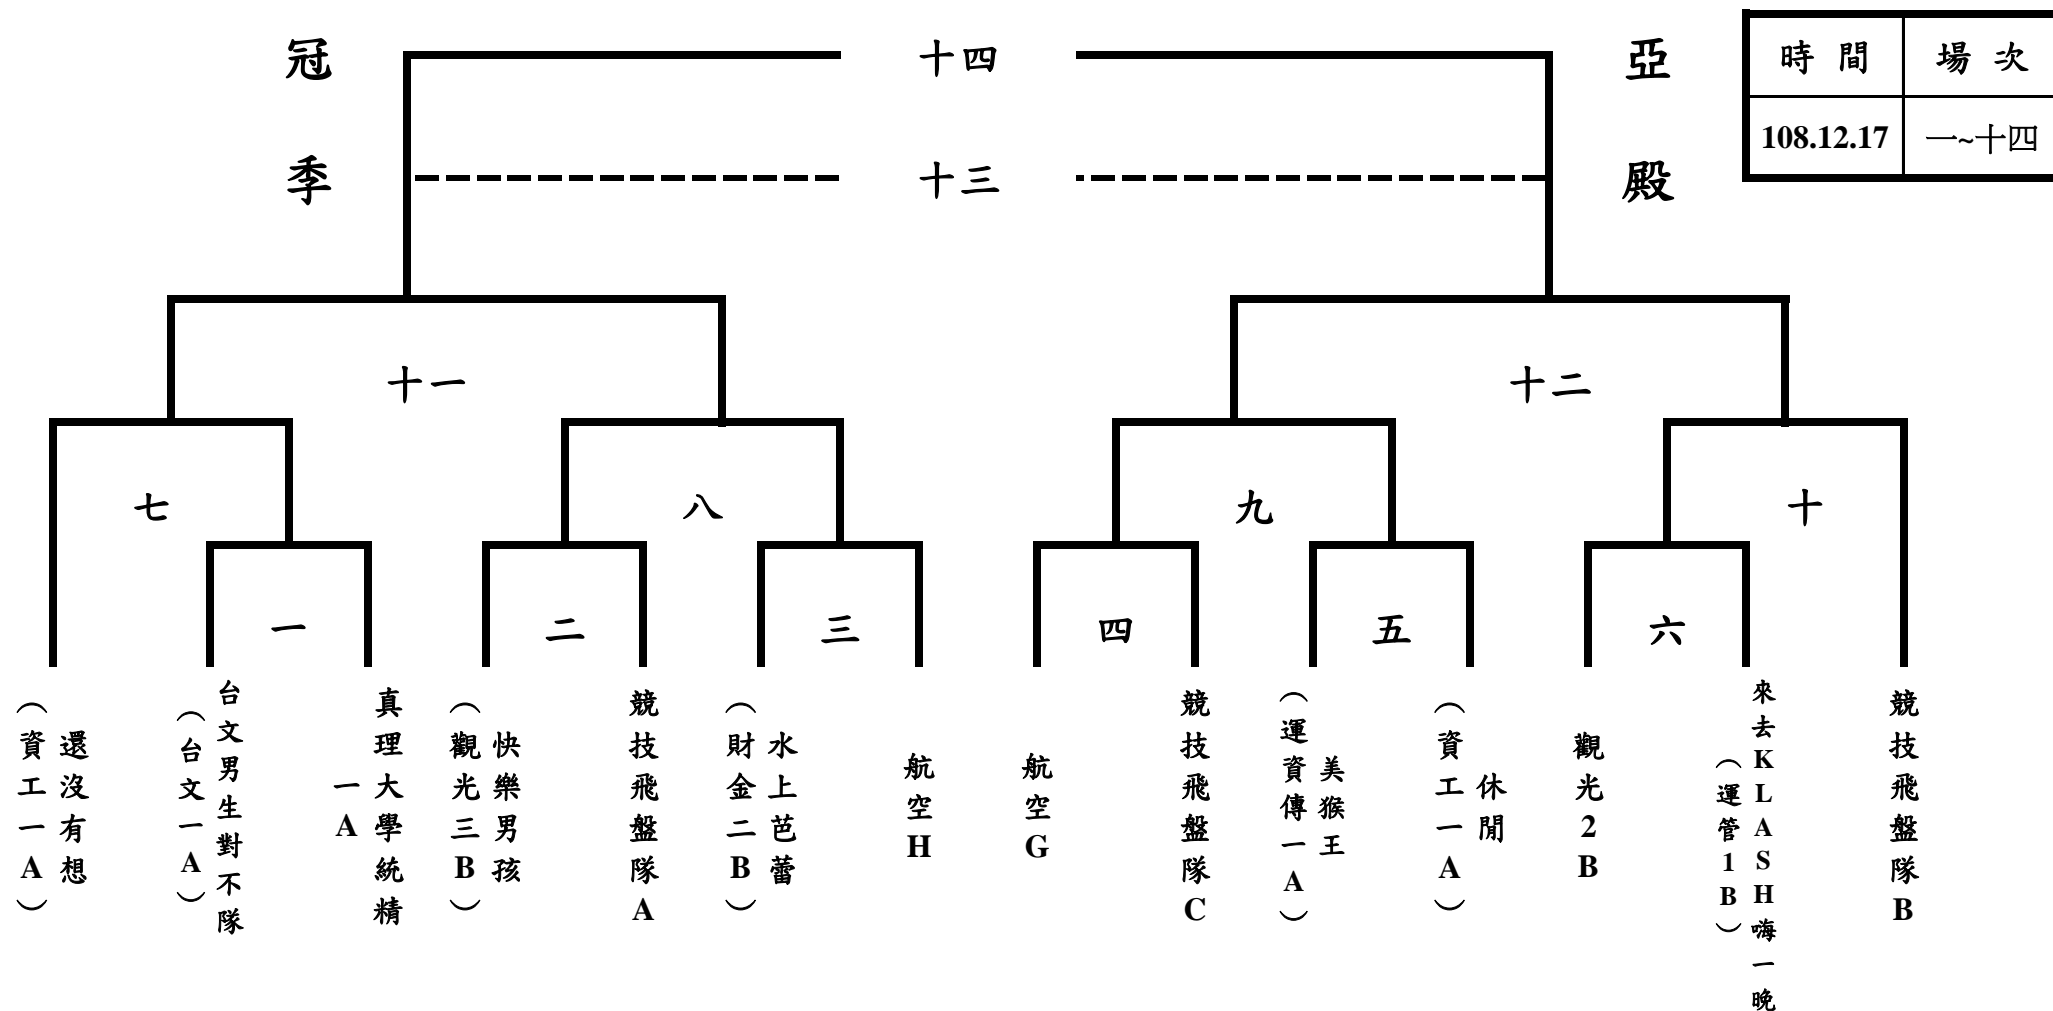 冠 十四 亞
季 十三 殿
時間 場次
108.12.17 一~十四
十一 十二
七 八 九 十
一 二 三 四 五 六
還沒有想
(資工一A)
台文男生對不隊
(台文一A)
真理大學統精
一A
快樂男孩
(觀光三B)
競技飛盤隊A
水上芭蕾
(財金二B)
航空H
航空G
競技飛盤隊C
美猴王
(運資傳一A)
休閒
(資工一A)
觀光2B
來去KLASH嗨一晚
(運管1B)
競技飛盤隊B